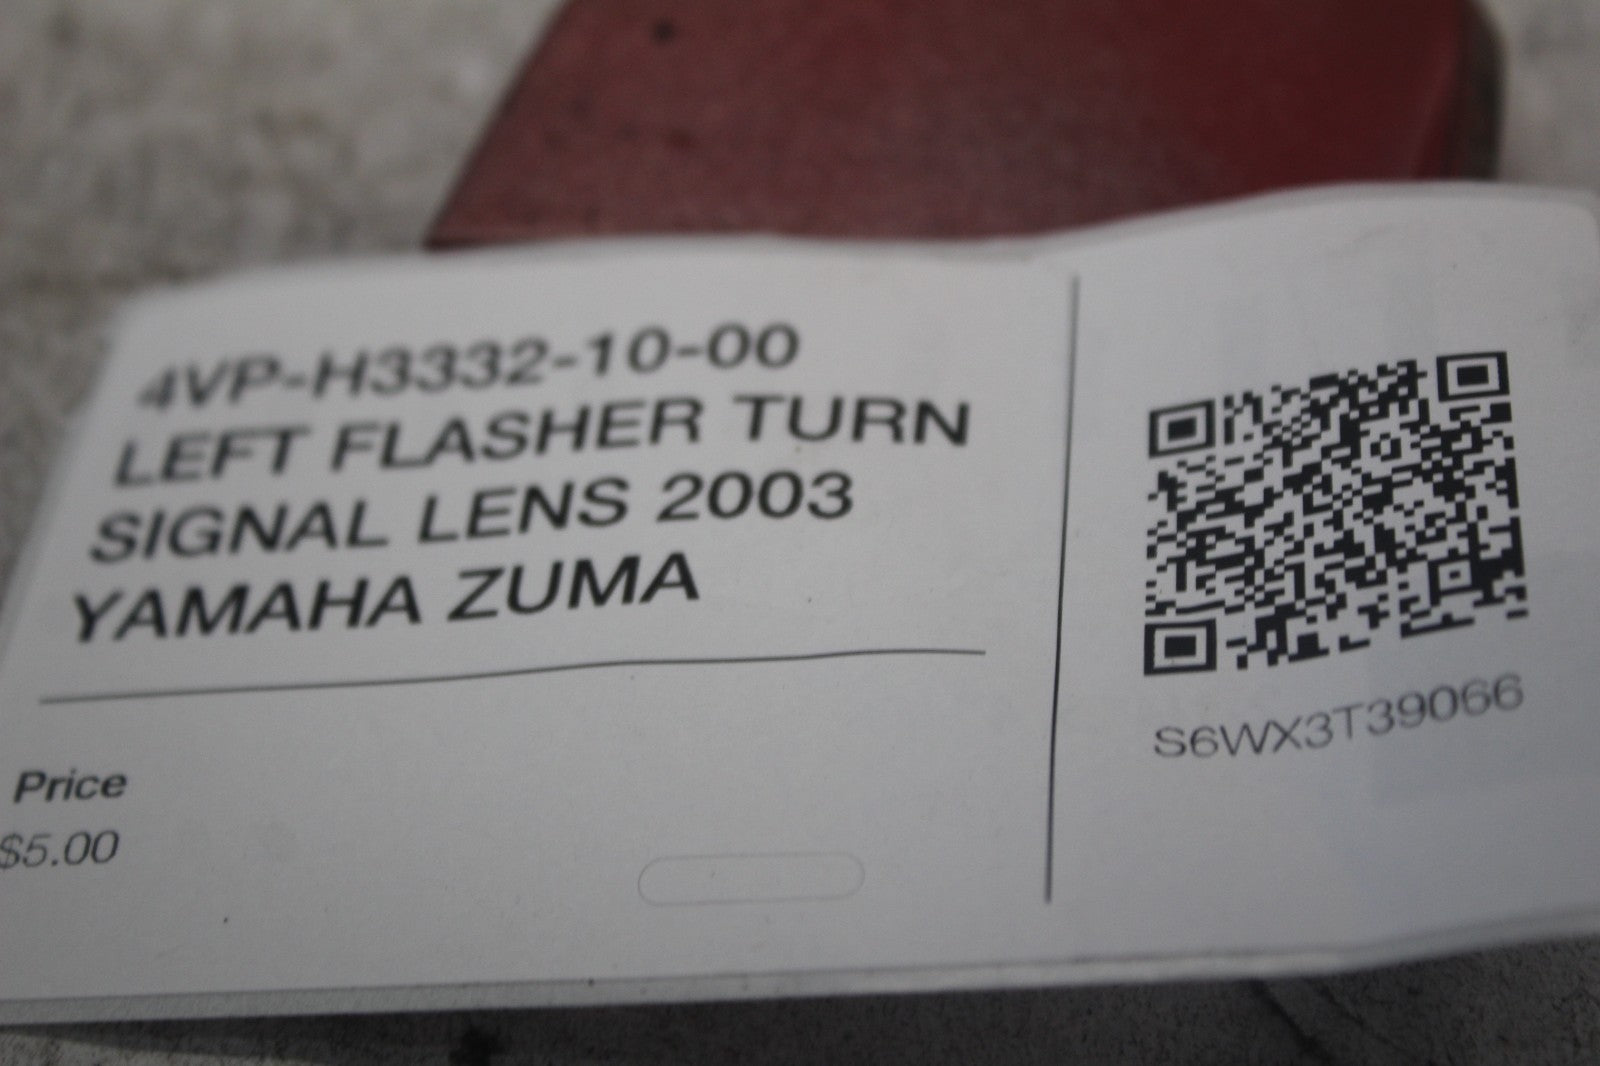 4VP-H3332-10-00
LEFT FLASHER TURN
SIGNAL LENS 2003
YAMAHA ZUMA
Price
$5.00
S6WX3T39066